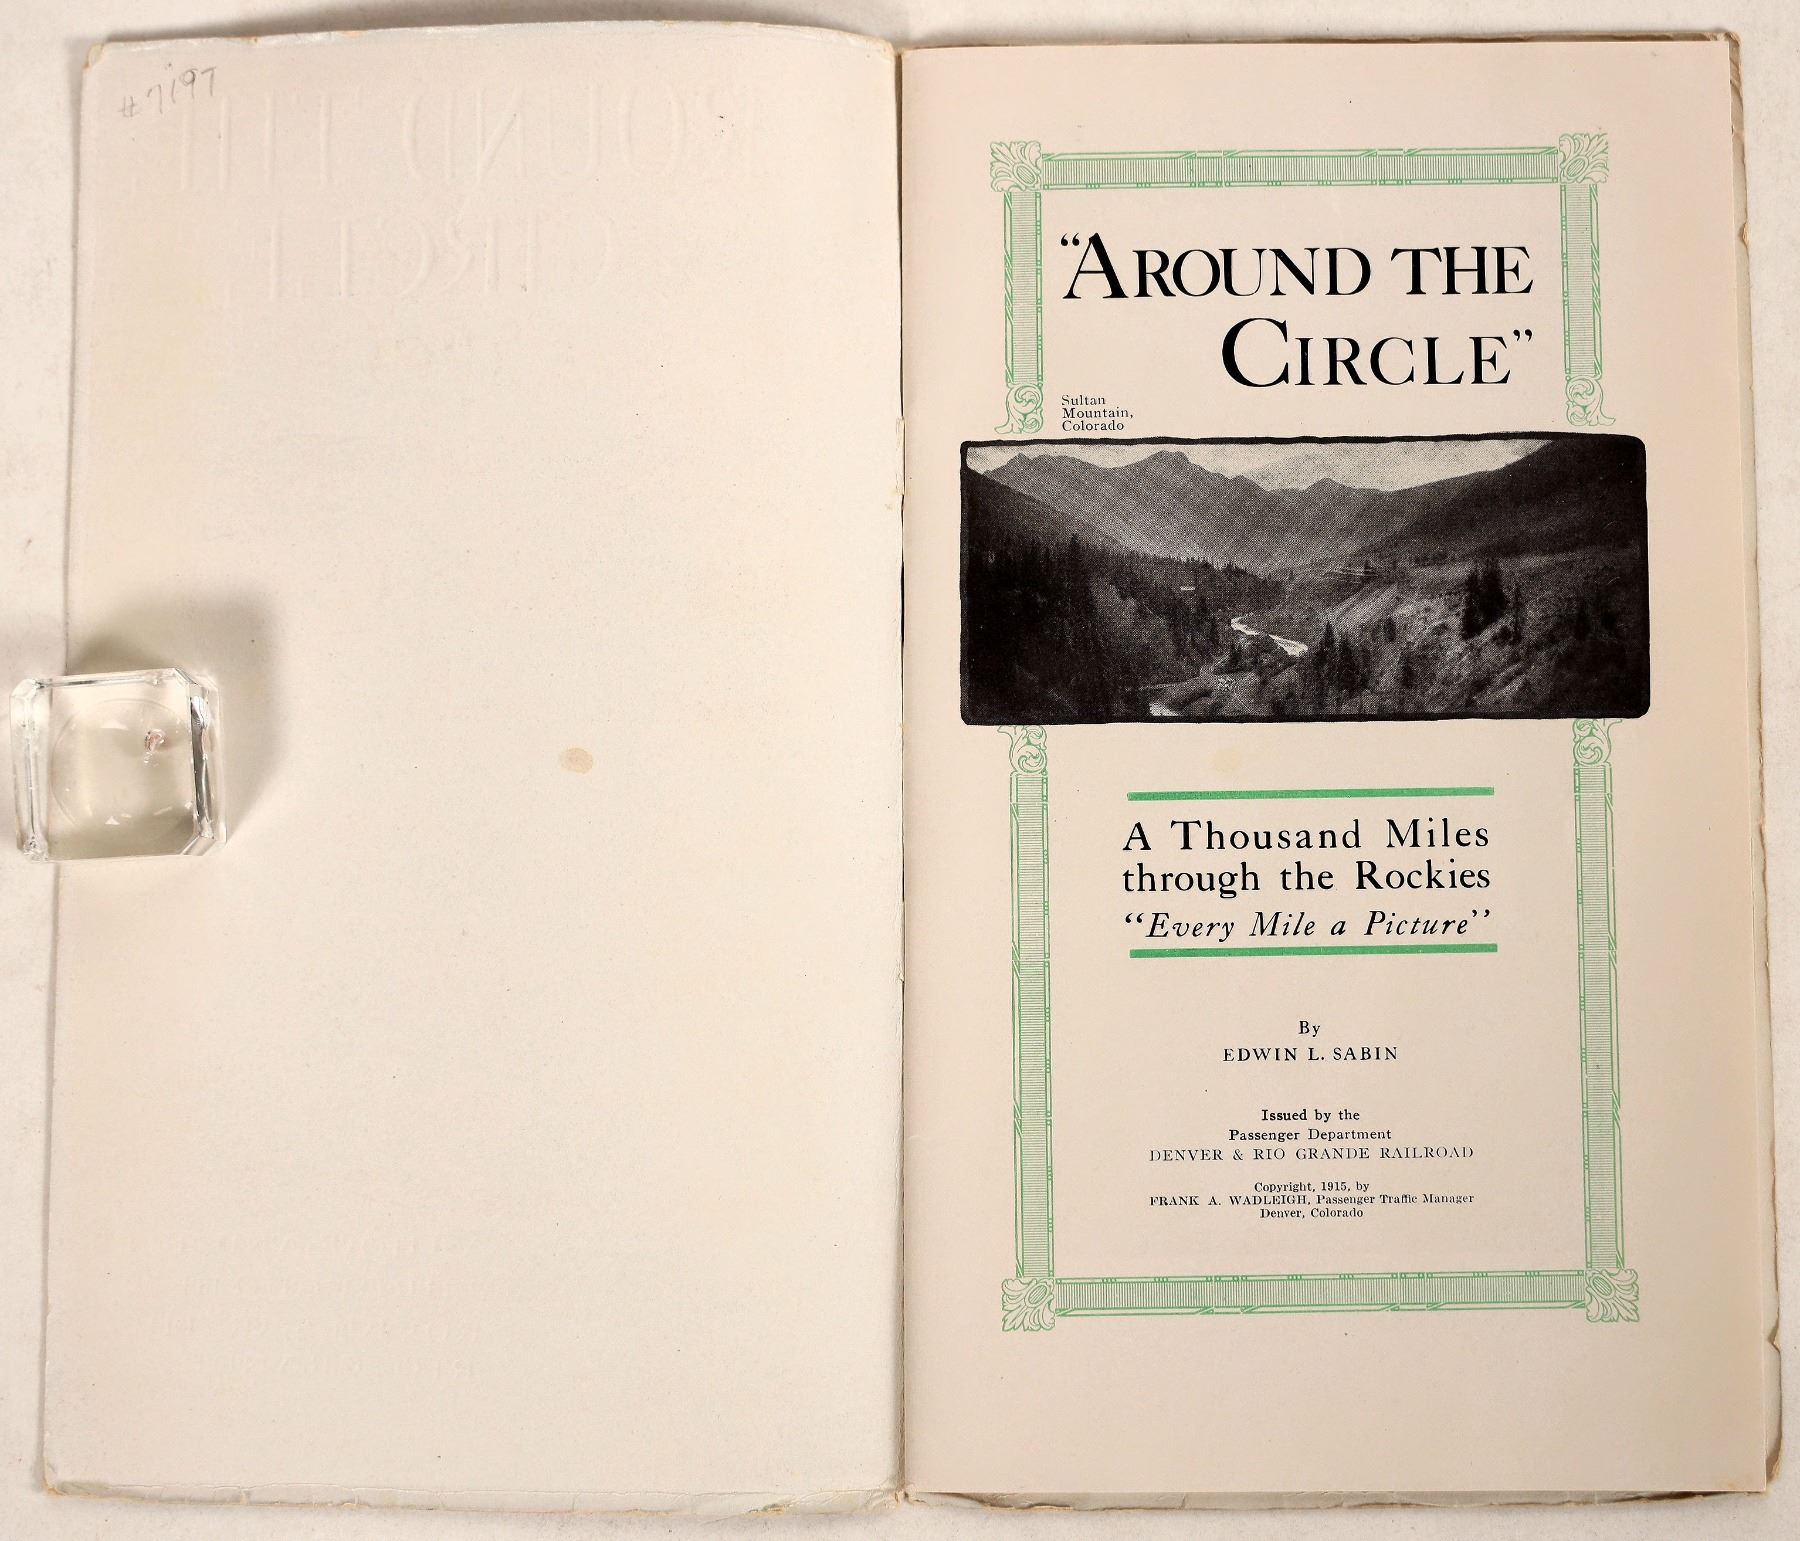 #7197
"AROUND THE
CIRCLE"
Sultan
Mountain,
Colorado
A Thousand Miles
through the Rockies
"Every Mile a Picture"
By
EDWIN L. SABIN
Issued by the
Passenger Department
DENVER & RIO GRANDE RAILROAD
Copyright, 1915, by
FRANK A. WADLEIGH, Passenger Traffic Manager
Denver, Colorado